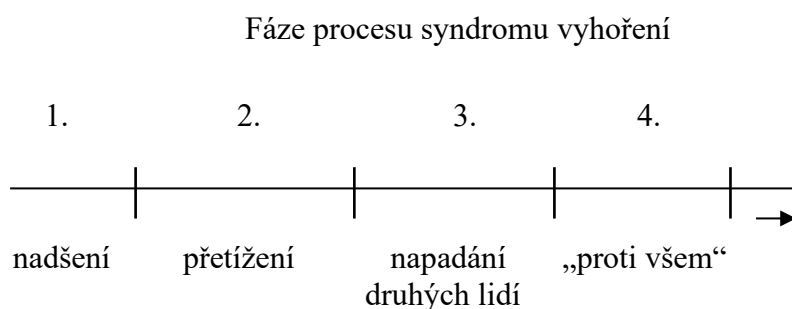 Fáze procesu syndromu vyhoření
1. 2. 3. 4.
nadšení přetížení napadání „proti všem“
druhých lidí